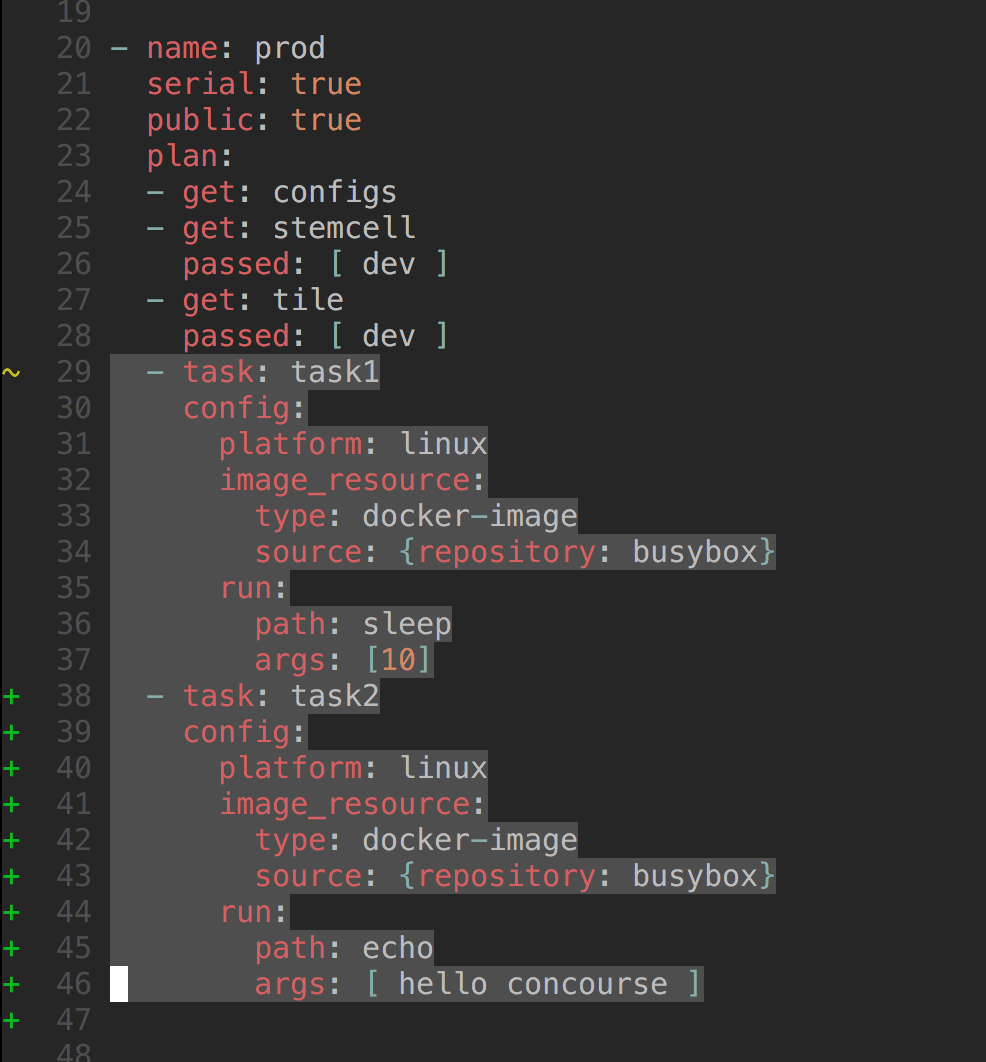 19
20 - name: prod
21   serial: true
22   public: true
23   plan:
24   - get: configs
25   - get: stemcell
26     passed: [ dev ]
27   - get: tile
28     passed: [ dev ]
~ 29   - task: task1
30     config:
31       platform: linux
32       image_resource:
33         type: docker-image
34         source: {repository: busybox}
35       run:
36         path: sleep
37         args: [10]
+ 38   - task: task2
+ 39     config:
+ 40       platform: linux
+ 41       image_resource:
+ 42         type: docker-image
+ 43         source: {repository: busybox}
+ 44       run:
+ 45         path: echo
+ 46         args: [ hello concourse ]
+ 47
48